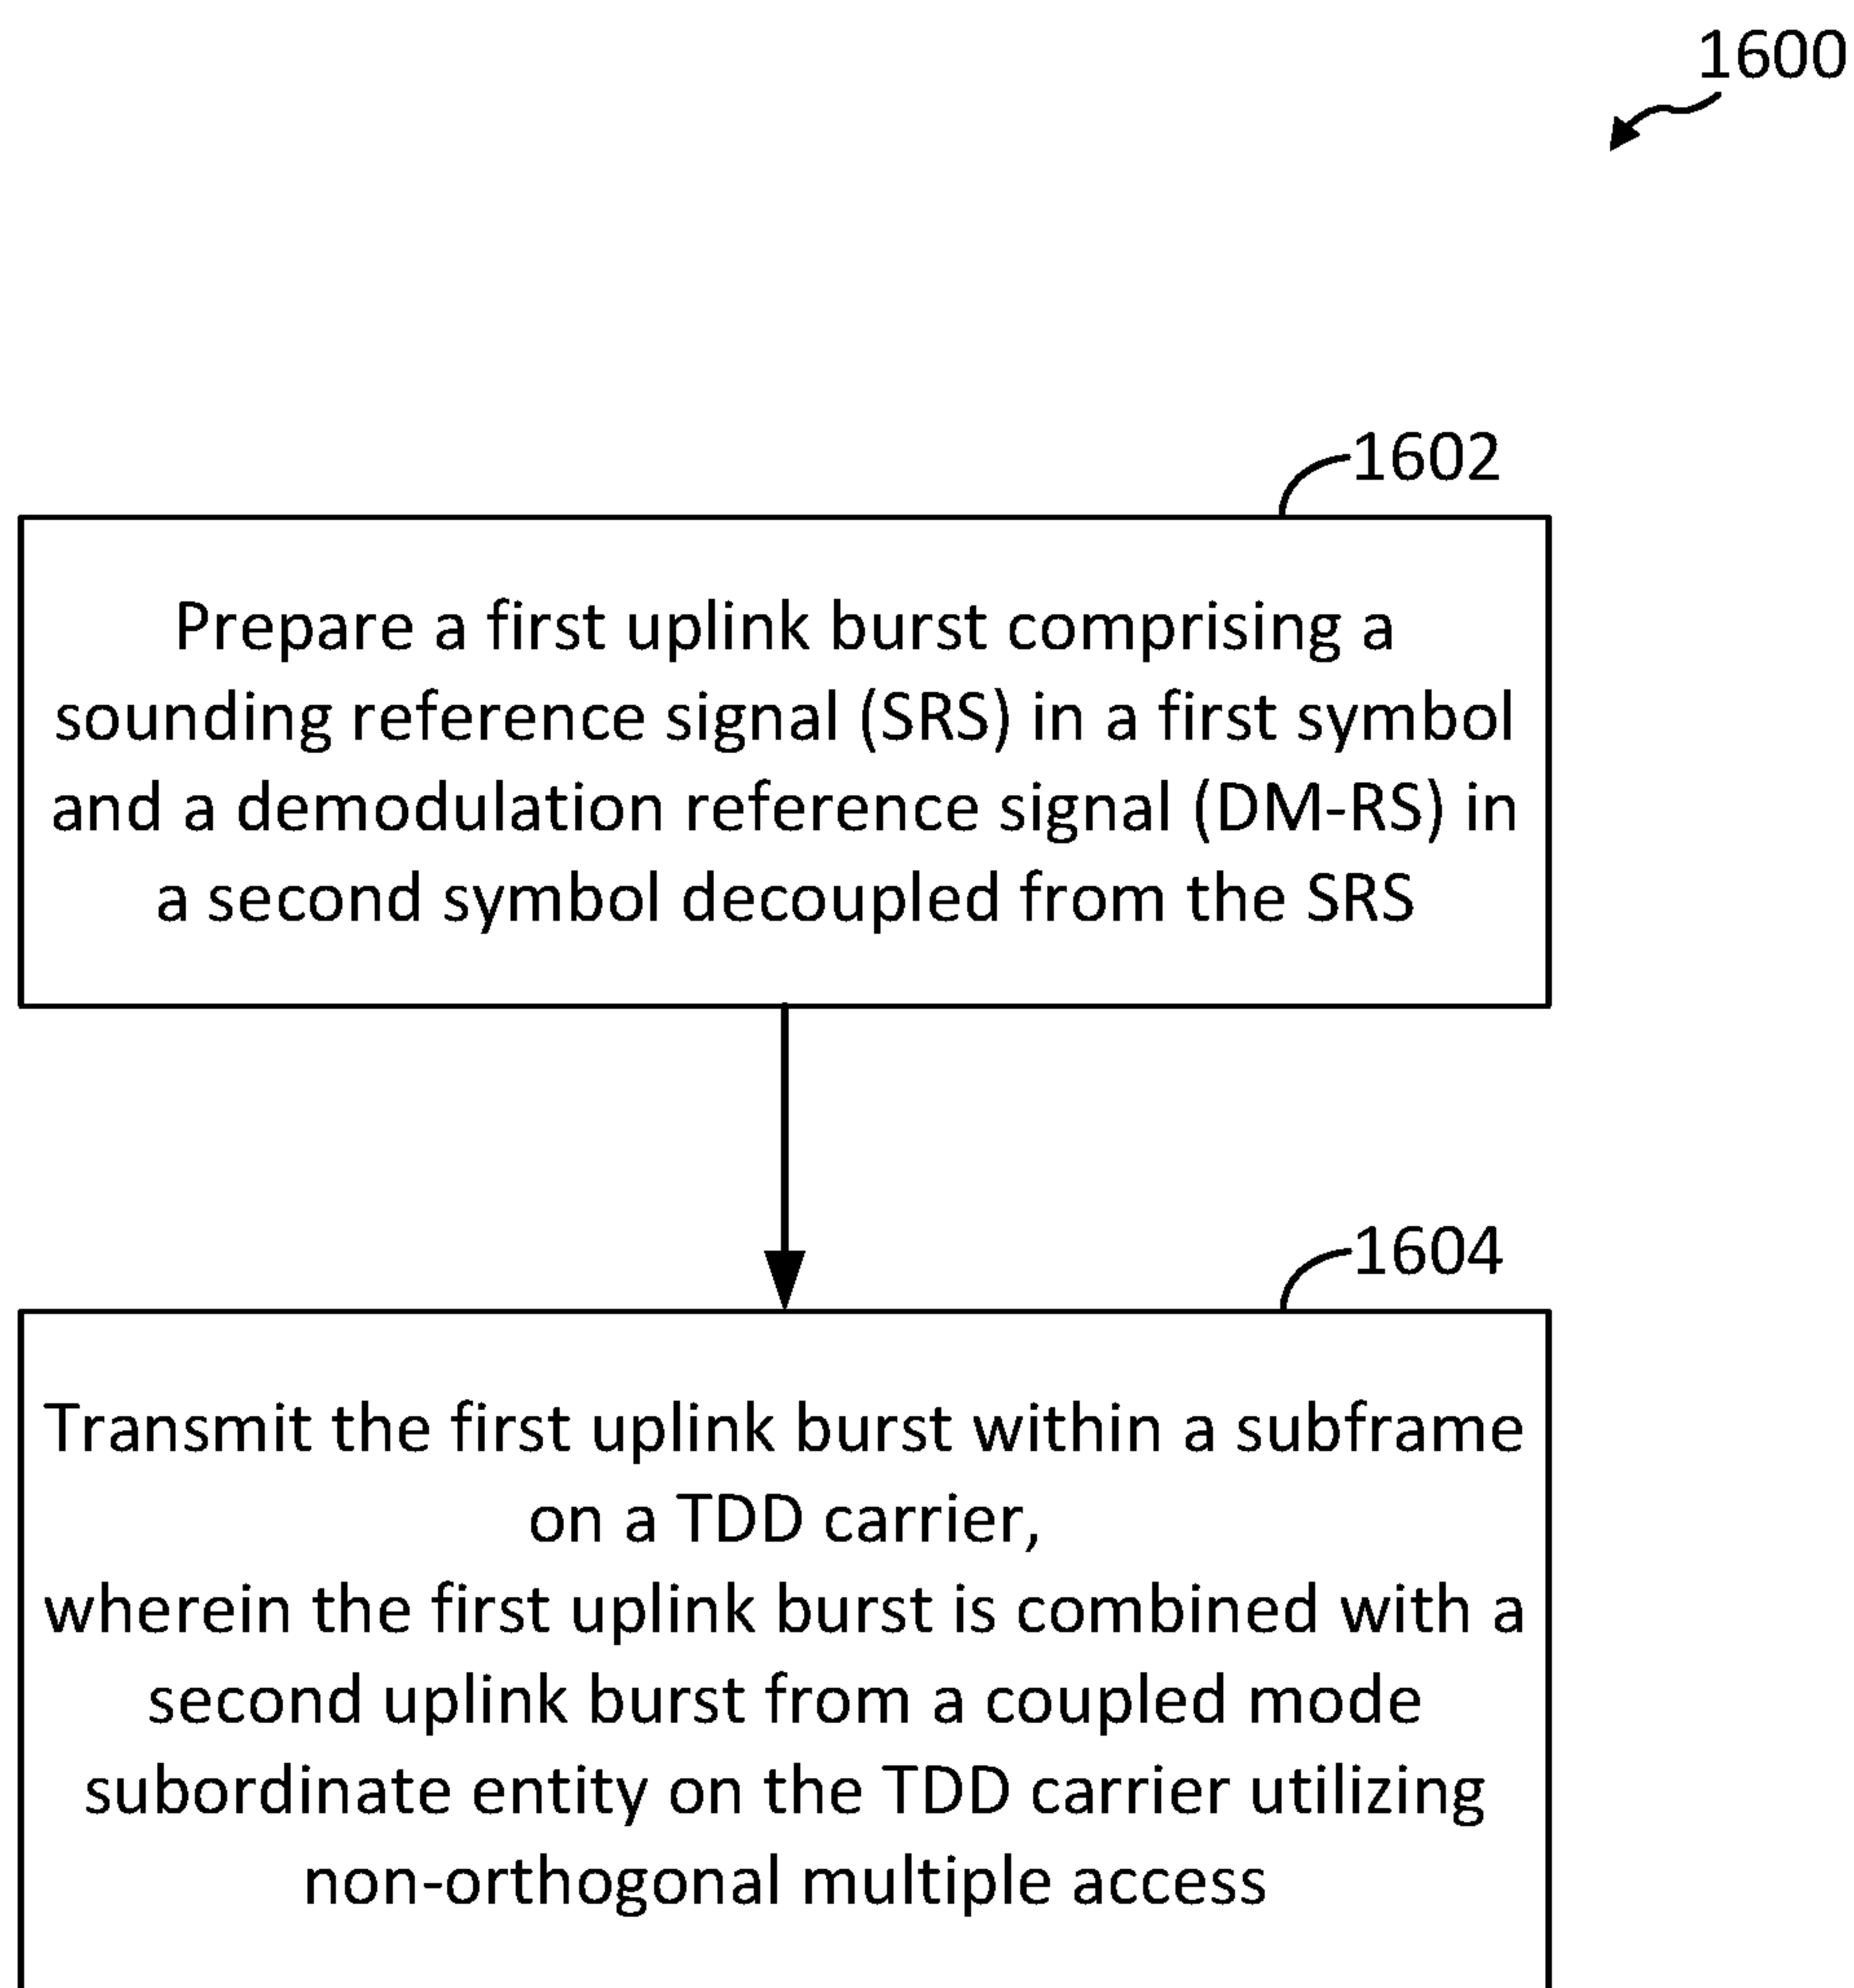 1600
1602
Prepare a first uplink burst comprising a
sounding reference signal (SRS) in a first symbol
and a demodulation reference signal (DM-RS) in
a second symbol decoupled from the SRS
1604
Transmit the first uplink burst within a subframe
on a TDD carrier,
wherein the first uplink burst is combined with a
second uplink burst from a coupled mode
subordinate entity on the TDD carrier utilizing
non-orthogonal multiple access